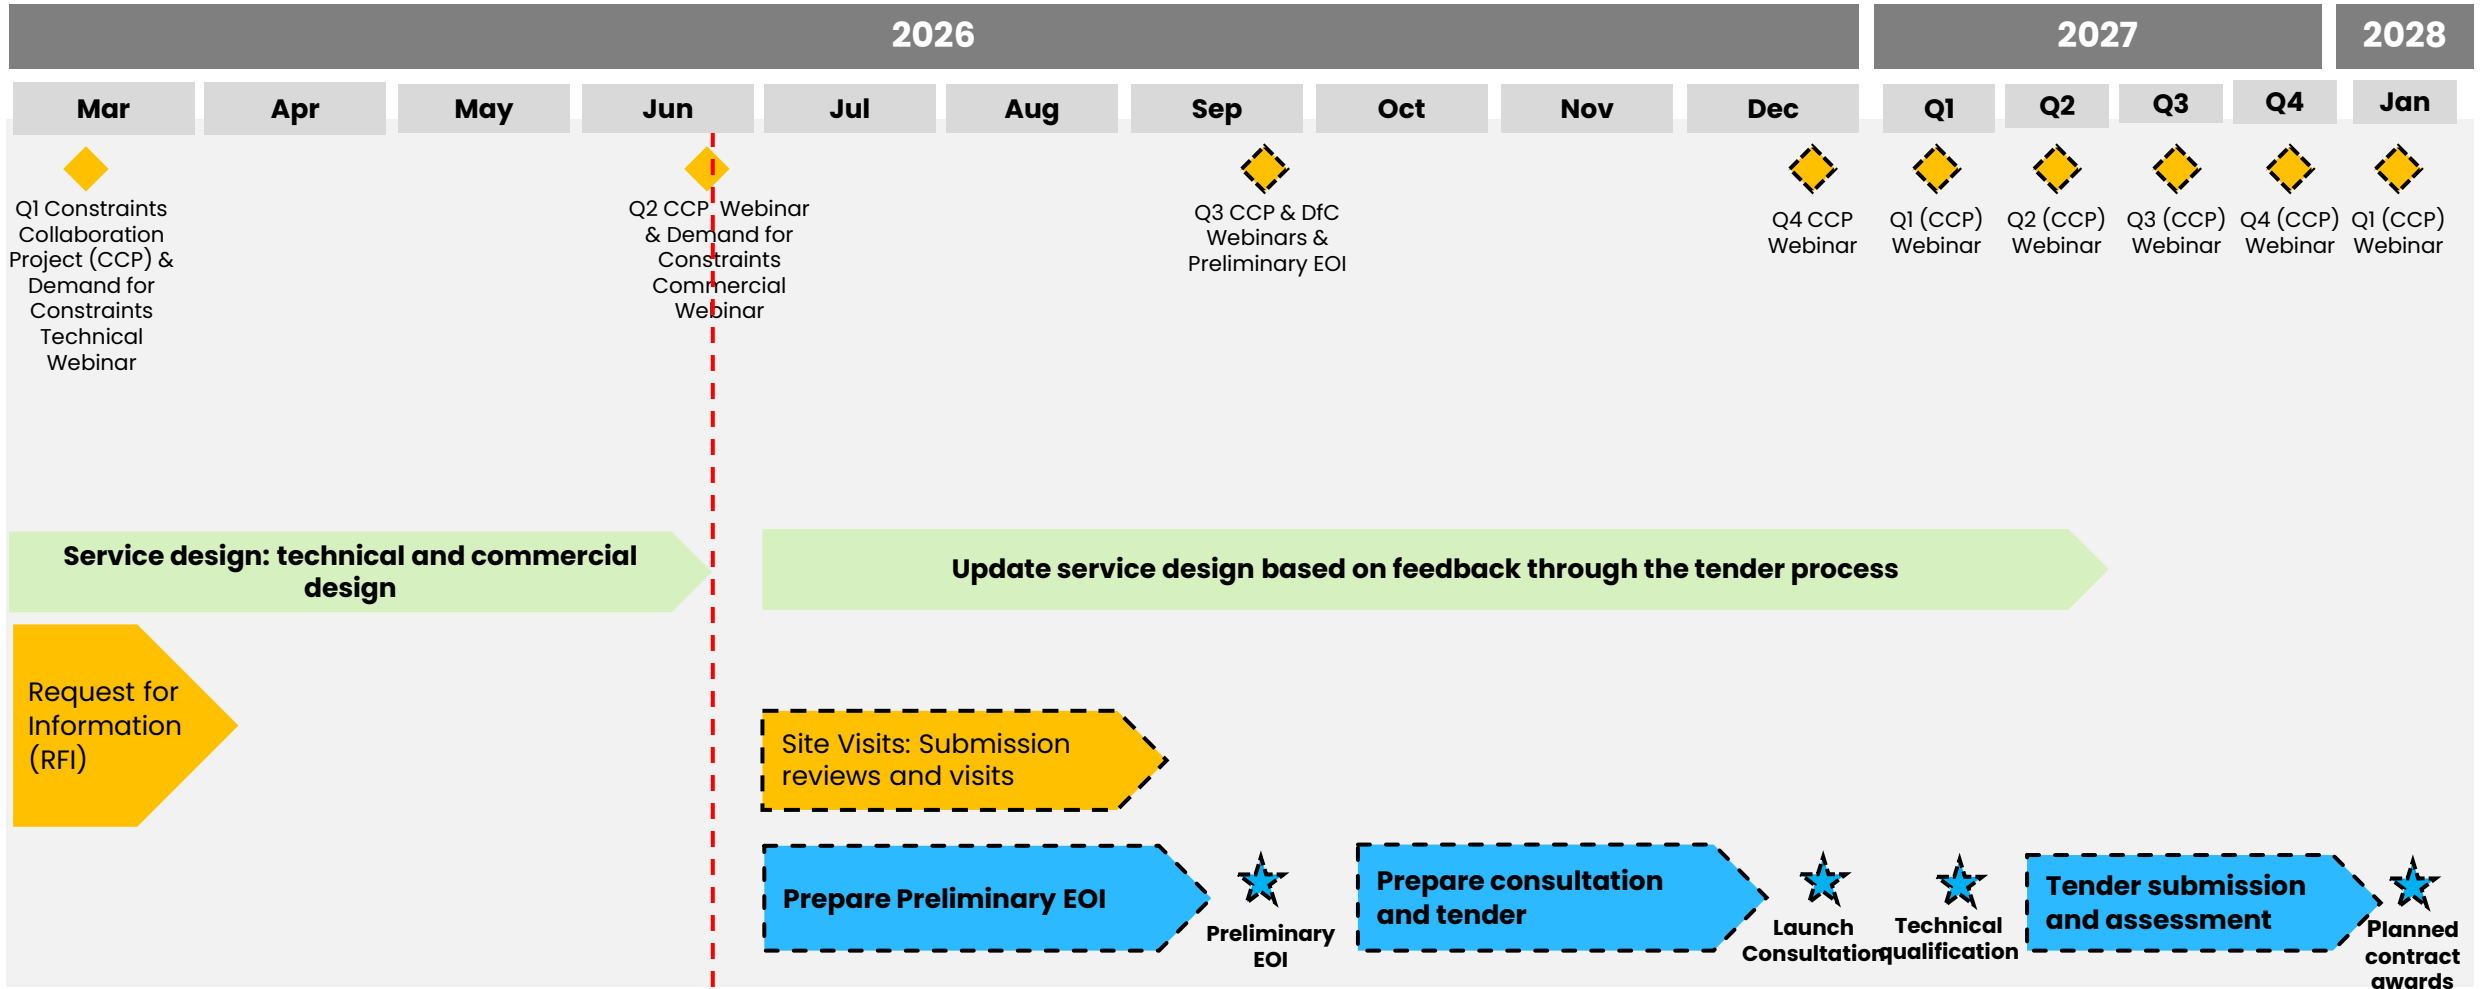 2026
2027
2028
Mar
Apr
May
Jun
Jul
Aug
Sep
Oct
Nov
Dec
Q1
Q2
Q3
Q4
Jan
Q1 Constraints
Collaboration
Project (CCP) &
Demand for
Constraints
Technical
Webinar
Q2 CCP Webinar
& Demand for
Constraints
Commercial
Webinar
Q3 CCP & DfC
Webinars &
Preliminary EOI
Q4 CCP
Webinar
Q1 (CCP)
Webinar
Q2 (CCP)
Webinar
Q3 (CCP)
Webinar
Q4 (CCP)
Webinar
Q1 (CCP)
Webinar
Service design: technical and commercial
design
Update service design based on feedback through the tender process
Request for
Information
(RFI)
Site Visits: Submission
reviews and visits
Prepare Preliminary EOI
Preliminary
EOI
Prepare consultation
and tender
Launch
Consultation
Technical
qualification
Tender submission
and assessment
Planned
contract
awards